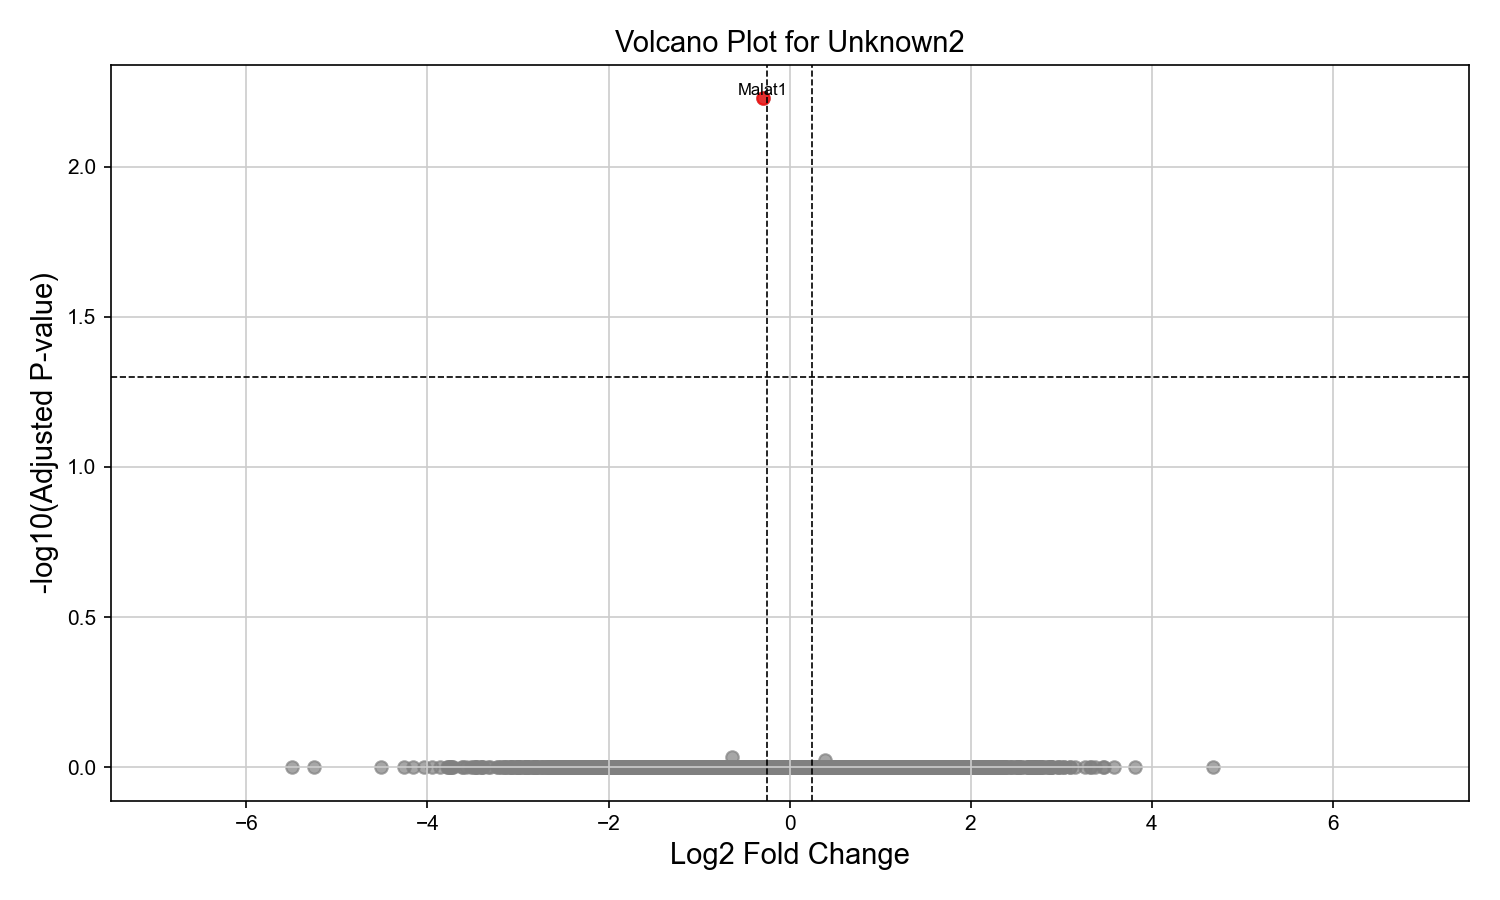 Volcano Plot for Unknown2
Malat1
-log10(Adjusted P-value)
2.0
1.5
1.0
0.5
0.0
−6 −4 −2 0 2 4 6
Log2 Fold Change